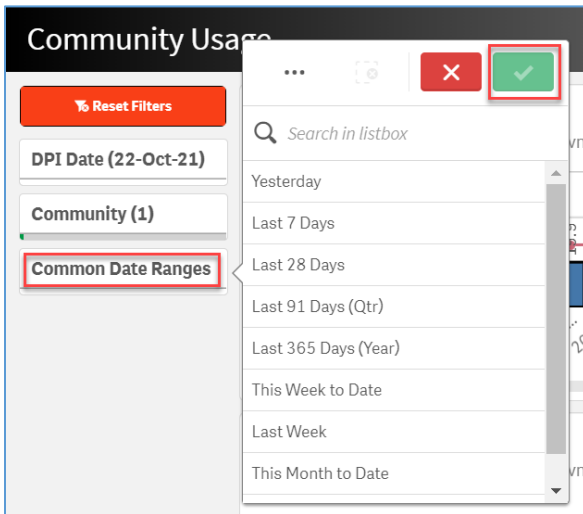 Community Usage
Reset Filters
DPI Date (22-Oct-21)
Community (1)
Common Date Ranges
Search in listbox
Yesterday
Last 7 Days
Last 28 Days
Last 91 Days (Qtr)
Last 365 Days (Year)
This Week to Date
Last Week
This Month to Date